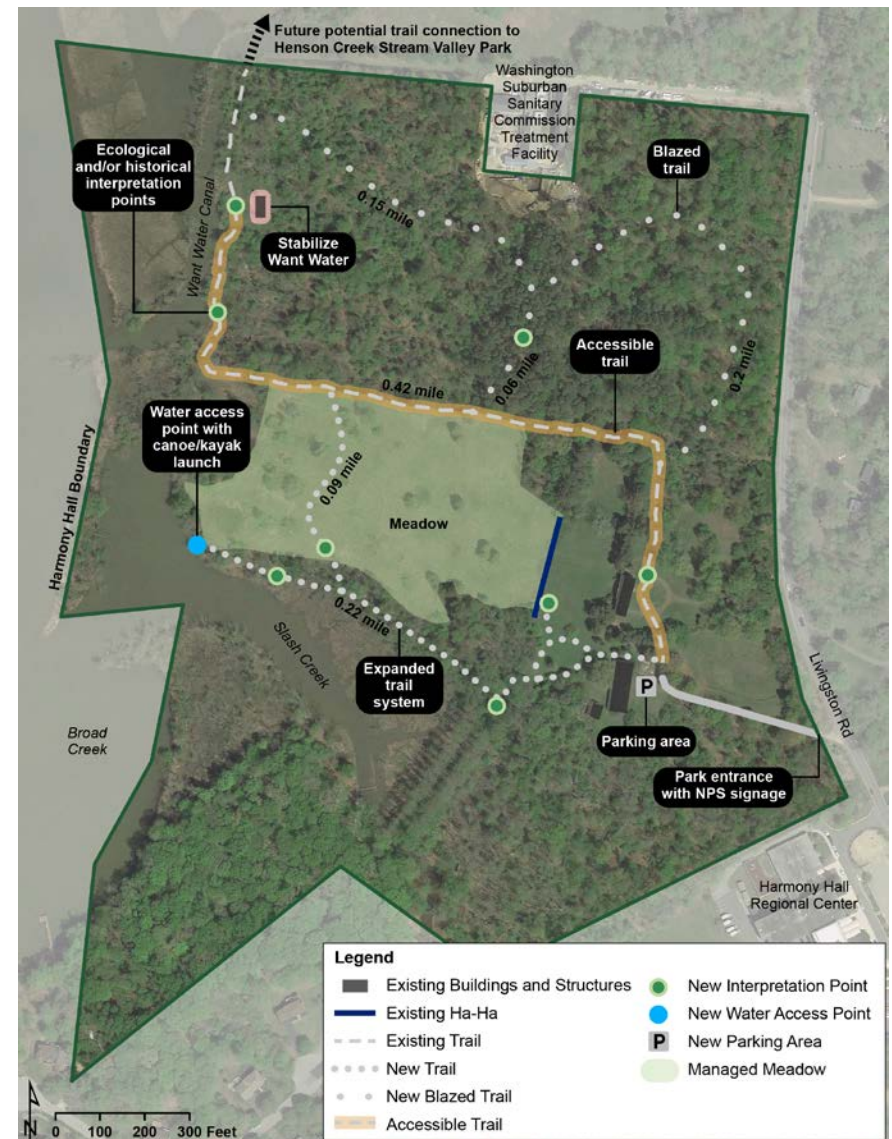 Future potential trail connection to
Henson Creek Stream Valley Park
Washington
Suburban
Sanitary
Commission
Treatment
Facility
Ecological
and/or historical
interpretation
points
Blazed
trail
Want Water Canal
0.15 mile
Stabilize
Want Water
Accessible
trail
0.06 mile
0.2 mile
0.42 mile
Water access
point with
canoe/kayak
launch
Harmony Hall Boundary
0.09 mile
Meadow
0.22 mile
Slash Creek
Expanded
trail
system
Broad
Creek
P
Parking area
Livingston Rd
Park entrance
with NPS signage
Harmony Hall
Regional Center
Legend
Existing Buildings and Structures
Existing Ha-Ha
Existing Trail
New Trail
New Blazed Trail
Accessible Trail
New Interpretation Point
New Water Access Point
P New Parking Area
Managed Meadow
N
0 100 200 300 Feet